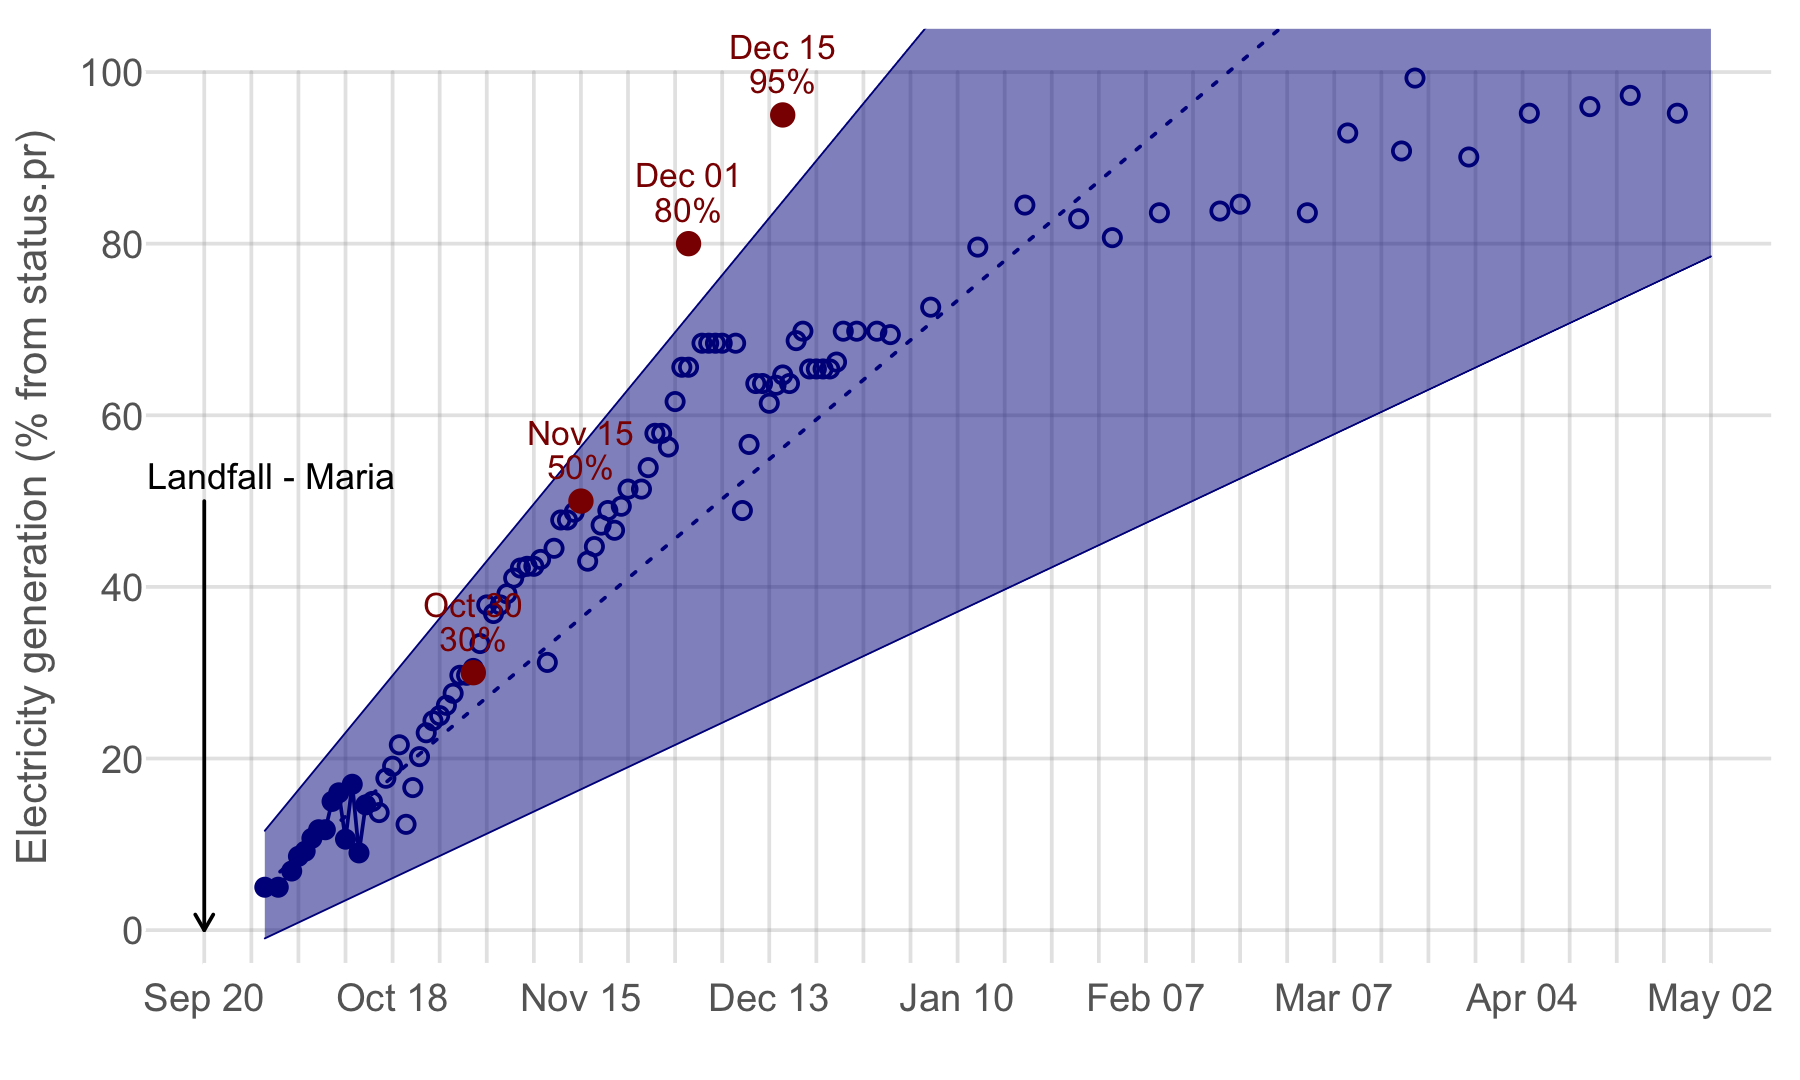 Electricity generation (% from status.pr)
100
80
60
40
20
0
Dec 15
95%
Dec 01
80%
Nov 15
50%
Oct 30
30%
Landfall - Maria
Sep 20
Oct 18
Nov 15
Dec 13
Jan 10
Feb 07
Mar 07
Apr 04
May 02